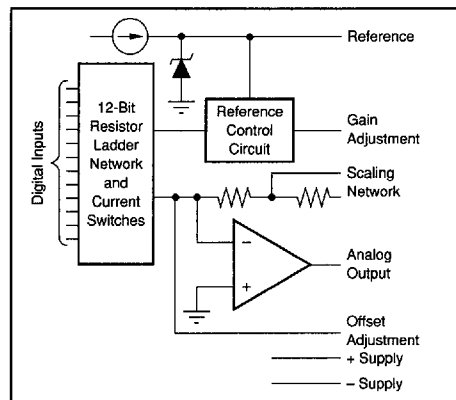 Reference
12-Bit
Resistor
Ladder
Network
and
Current
Switches
Digital Inputs
Reference
Control
Circuit
Gain
Adjustment
Scaling
Network
−
+
Analog
Output
Offset
Adjustment
+ Supply
− Supply